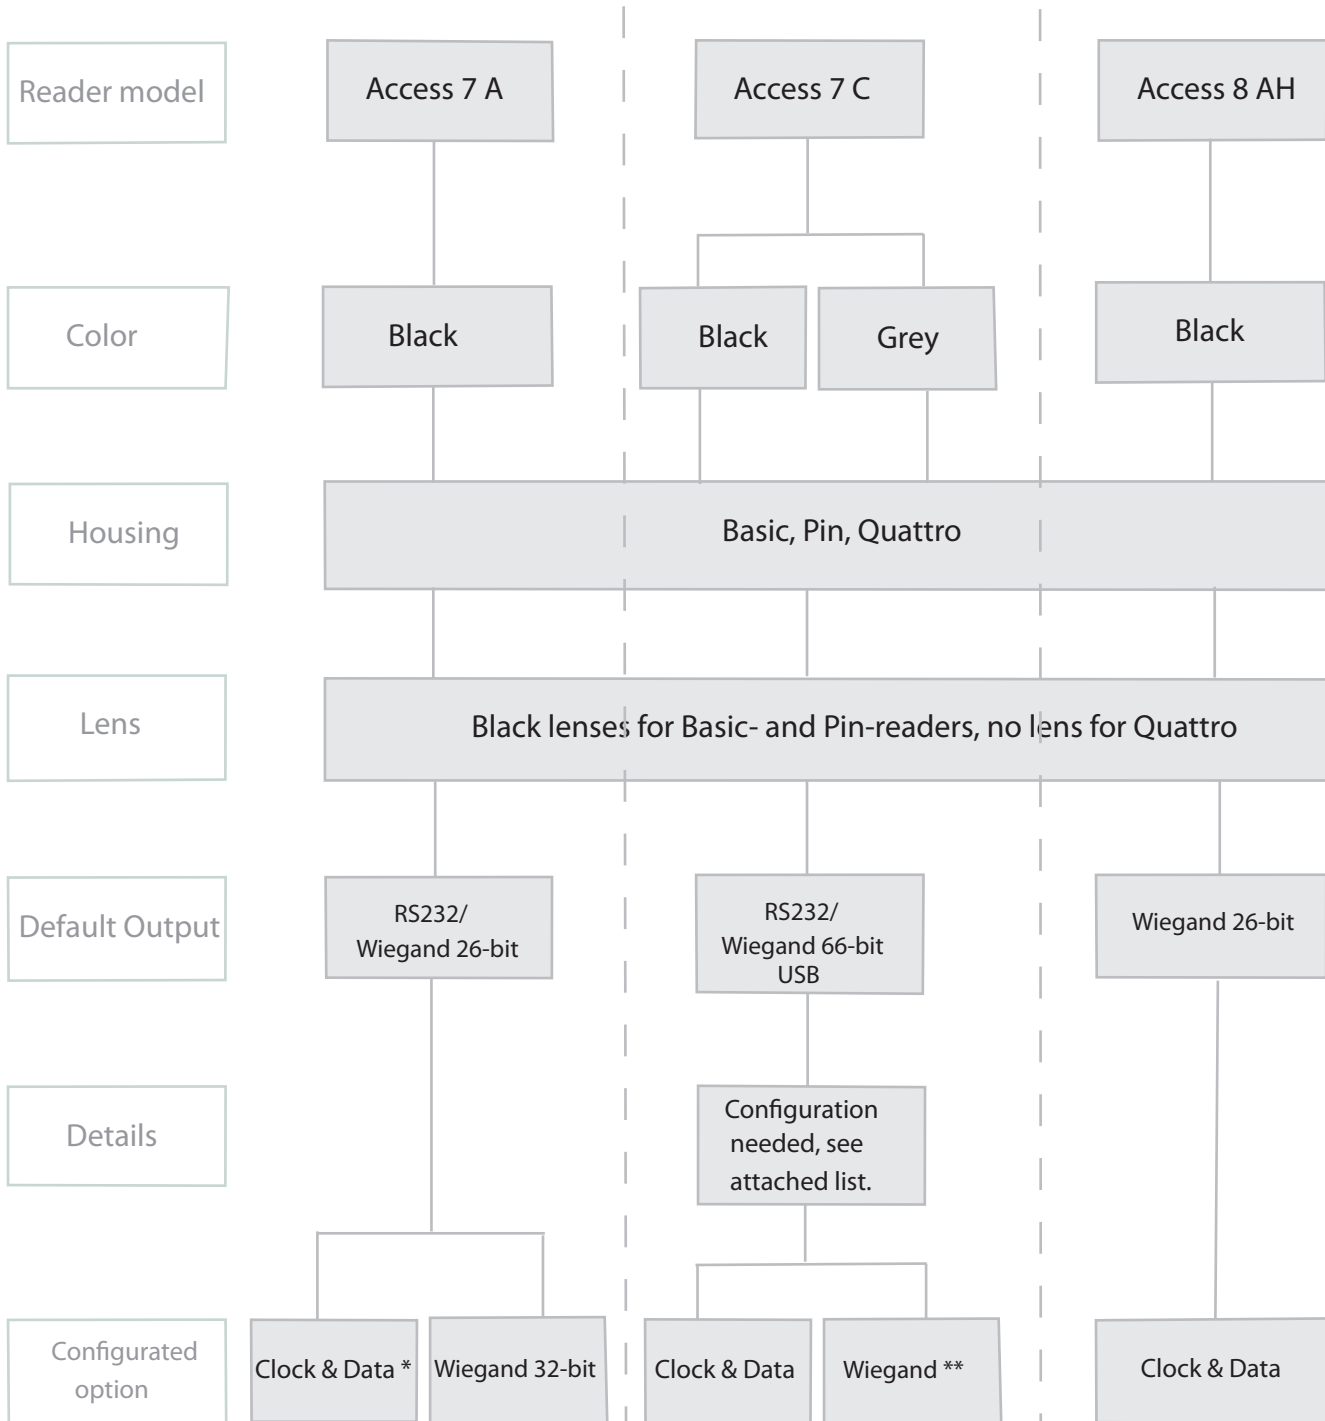 Reader model
Access 7 A
Access 7 C
Access 8 AH
Color
Black
Black
Grey
Black
Housing
Basic, Pin, Quattro
Lens
Black lenses for Basic- and Pin-readers, no lens for Quattro
Default Output
RS232/
Wiegand 26-bit
RS232/
Wiegand 66-bit
USB
Wiegand 26-bit
Details
Configuration
needed, see
attached list.
Configurated
option
Clock & Data *
Wiegand 32-bit
Clock & Data
Wiegand **
Clock & Data